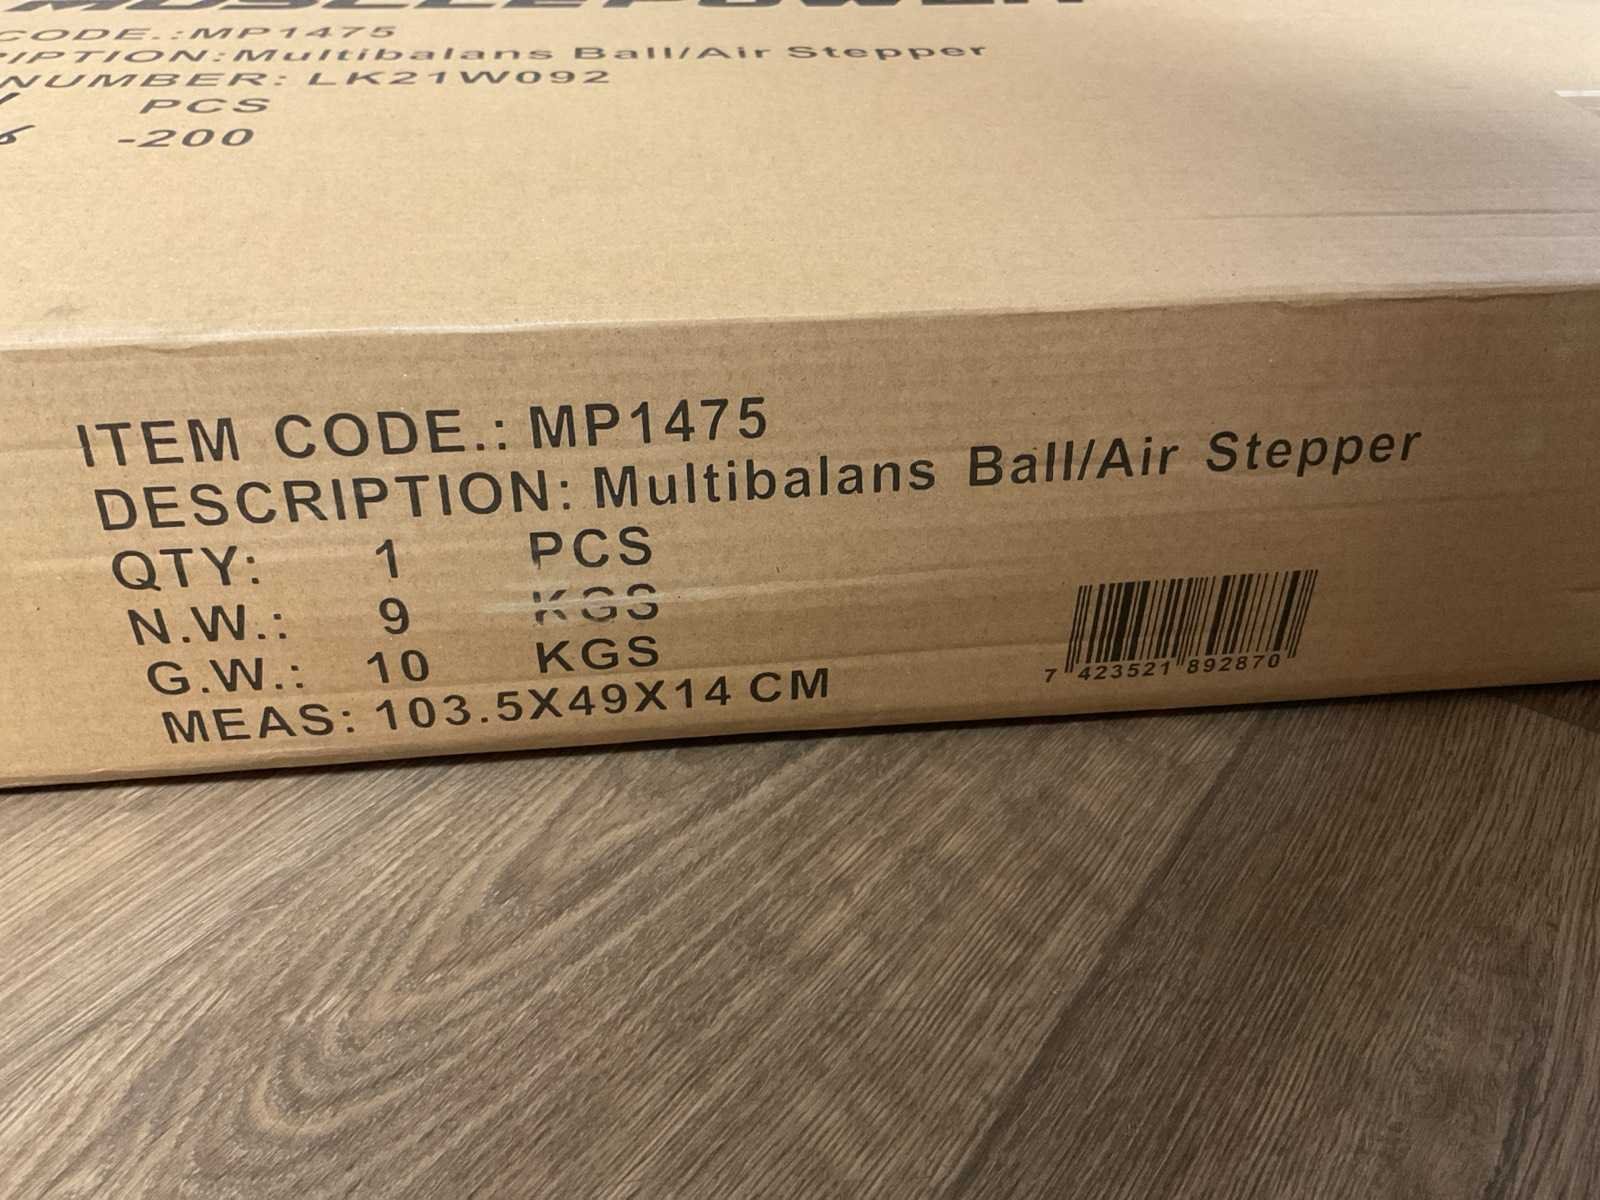 MUSCLEPOWER
CODE.:MP1475
IPTION:Multibalans Ball/Air Stepper
NUMBER: LK21W092
PCS
-200
ITEM CODE.: MP1475
DESCRIPTION: Multibalans Ball/Air Stepper
QTY: 1 PCS
N.W.: 9 KGS
G.W.: 10 KGS
MEAS: 103.5X49X14 CM
7 423521 892870